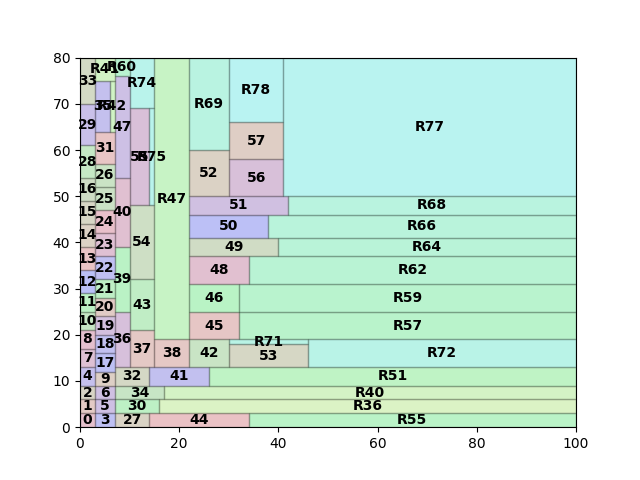 80
70
60
50
40
30
20
10
0
0 20 40 60 80 100
33 R41 R60 R74
R42
29 47 R75 R69 R78 R77
31 57
28 26 52 56
16 25 40 R47 51 R68
15 24 50 R66
14 23 54 49 R64
13 22 48 R62
12 21 39 46 R59
11 20 43
10 19 45 R57
8 18 36 37 38 42 R71
7 17 53 R72
4 9 32 41 R51
2 6 34 R40
1 5 30 R36
0 3 27 44 R55